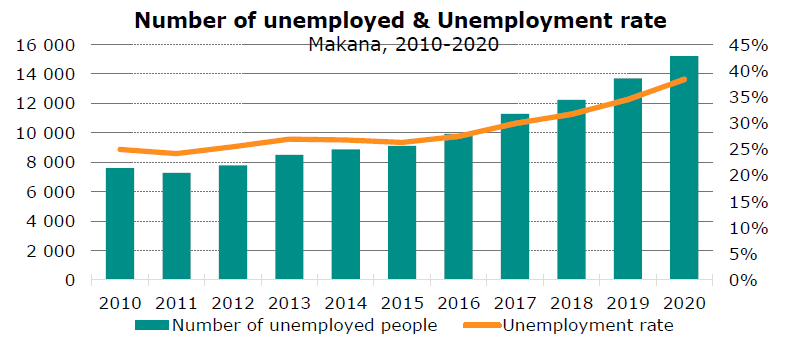 Number of unemployed & Unemployment rate
Makana, 2010-2020
16 000 45%
14 000 40%
12 000 35%
10 000 30%
8 000 25%
6 000 20%
4 000 15%
2 000 10%
0 5%
0%
2010 2011 2012 2013 2014 2015 2016 2017 2018 2019 2020
Number of unemployed people Unemployment rate